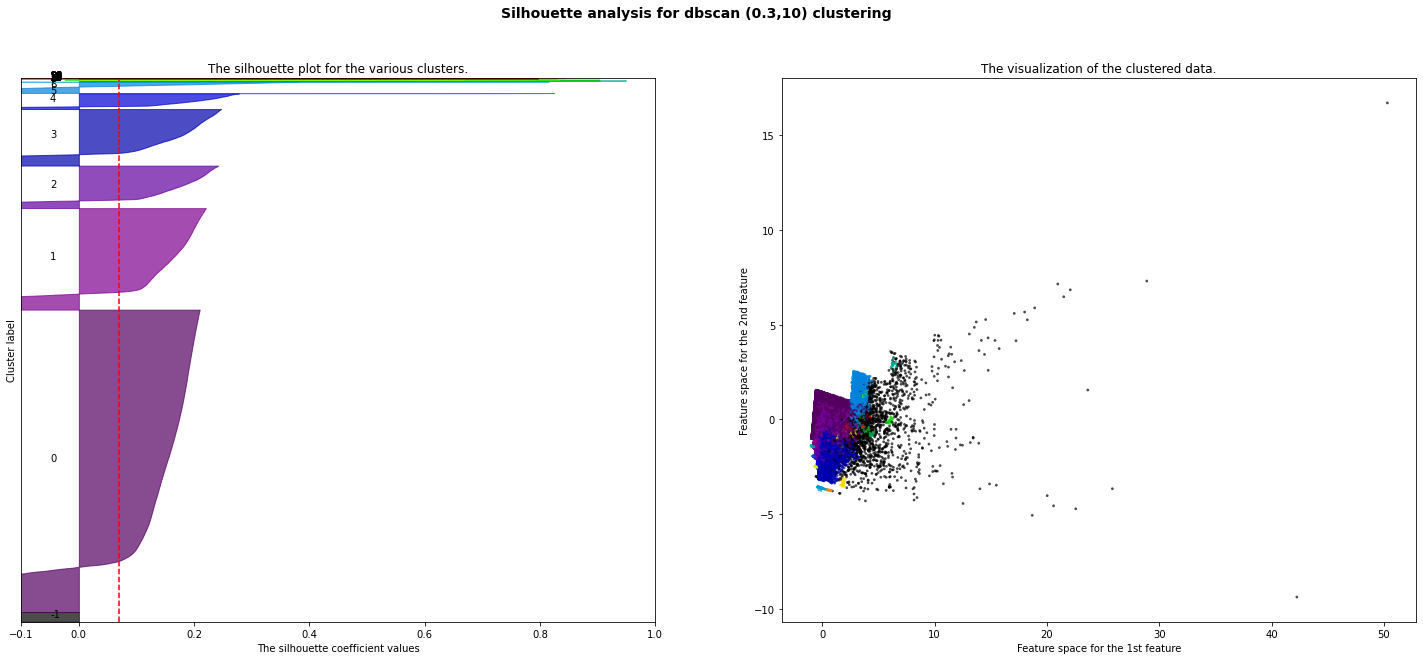 Silhouette analysis for dbscan (0.3,10) clustering
The silhouette plot for the various clusters.
Cluster label
5
4
3
2
1
0
-1
−0.1 0.0 0.2 0.4 0.6 0.8 1.0
The silhouette coefficient values
The visualization of the clustered data.
Feature space for the 2nd feature
15
10
5
0
−5
−10
0 10 20 30 40 50
Feature space for the 1st feature